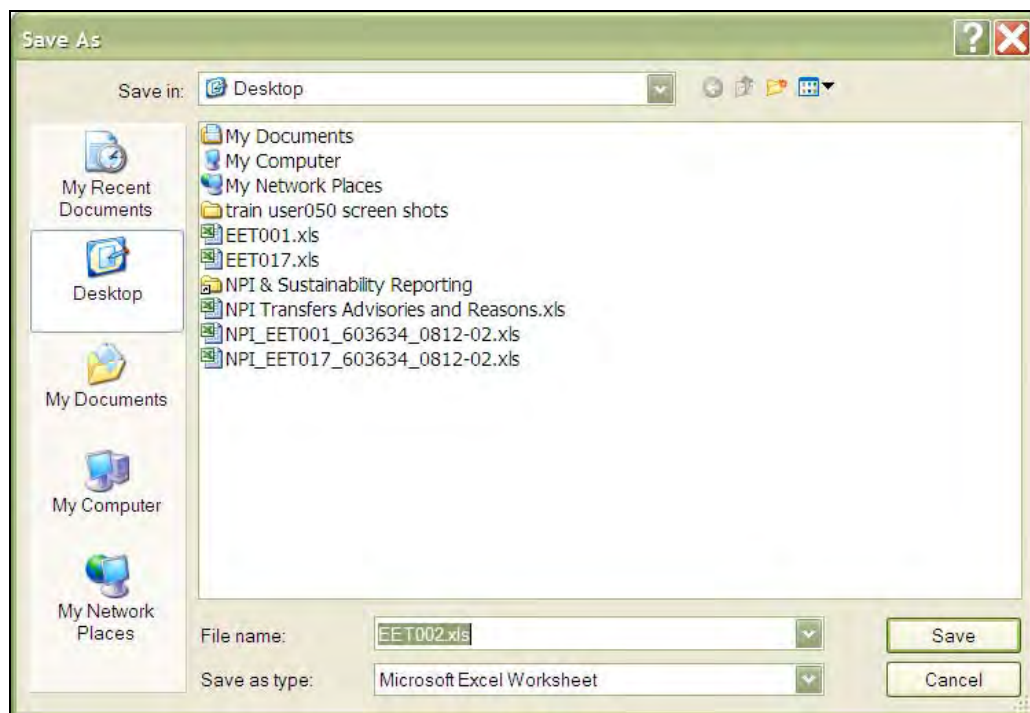 Save As
Save in: Desktop
My Recent
Documents
Desktop
My Documents
My Computer
My Network
Places
My Documents
My Computer
My Network Places
train user050 screen shots
EET001.xls
EET017.xls
NPI & Sustainability Reporting
NPI Transfers Advisories and Reasons.xls
NPI_EET001_603634_0812-02.xls
NPI_EET017_603634_0812-02.xls
File name: EET002.xls Save
Save as type: Microsoft Excel Worksheet Cancel